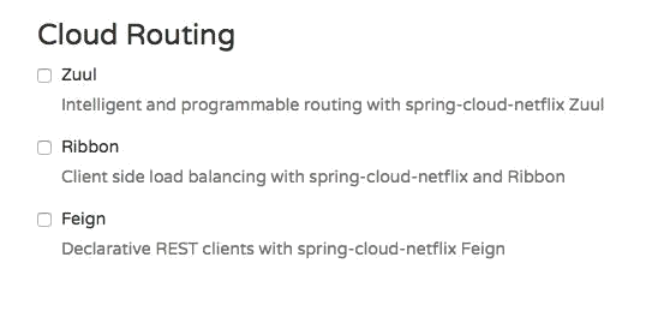 Cloud Routing
Zuul
Intelligent and programmable routing with spring-cloud-netflix Zuul
Ribbon
Client side load balancing with spring-cloud-netflix and Ribbon
Feign
Declarative REST clients with spring-cloud-netflix Feign